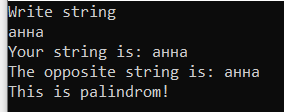 Write string
анна
Your string is: анна
The opposite string is: анна
This is palindrom!